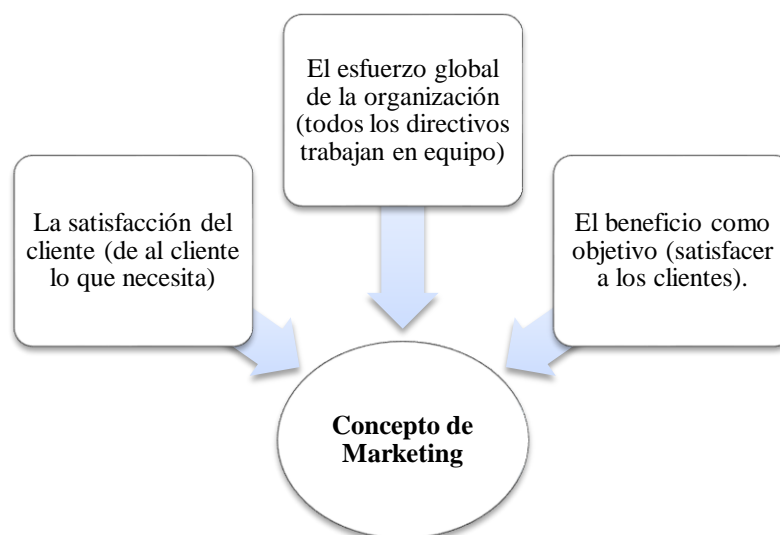 El esfuerzo global
de la organización
(todos los directivos
trabajan en equipo)
La satisfacción del
cliente (de al cliente
lo que necesita)
El beneficio como
objetivo (satisfacer
a los clientes).
Concepto de
Marketing